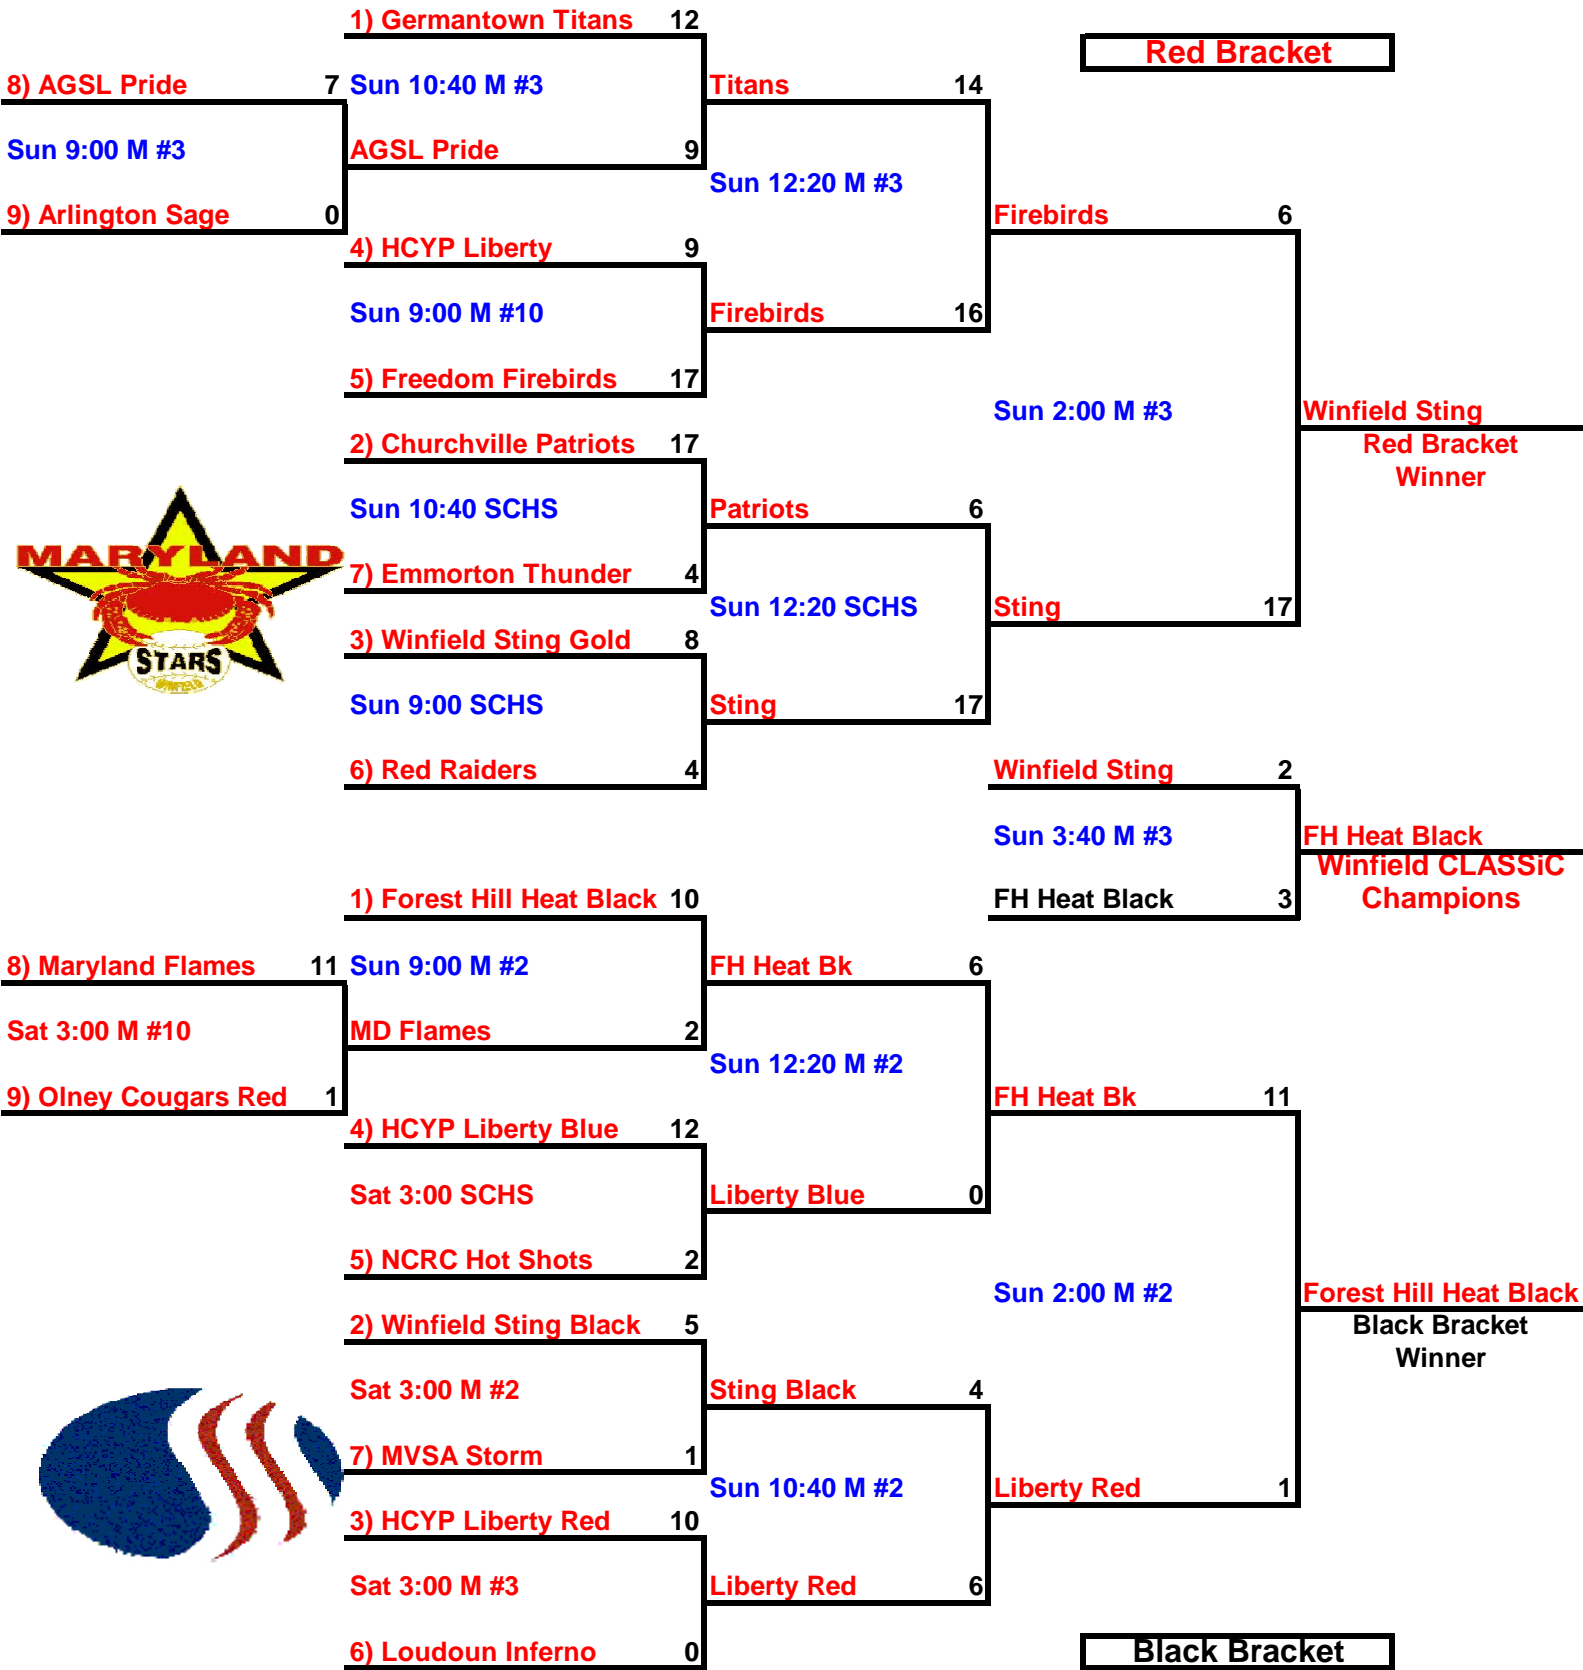 1) Germantown Titans 12
Red Bracket
8) AGSL Pride 7 Sun 10:40 M #3 Titans 14
Sun 9:00 M #3 AGSL Pride 9
Sun 12:20 M #3
9) Arlington Sage 0 Firebirds 6
4) HCYP Liberty 9
Sun 9:00 M #10 Firebirds 16
5) Freedom Firebirds 17
Sun 2:00 M #3 Winfield Sting
2) Churchville Patriots 17 Red Bracket
Winner
Sun 10:40 SCHS Patriots 6
MARYLAND
7) Emmorton Thunder 4
Sun 12:20 SCHS Sting 17
3) Winfield Sting Gold 8
STARS
Sun 9:00 SCHS Sting 17
6) Red Raiders 4 Winfield Sting 2
Sun 3:40 M #3 FH Heat Black
Winfield CLASSiC
1) Forest Hill Heat Black 10 FH Heat Black 3 Champions
8) Maryland Flames 11 Sun 9:00 M #2 FH Heat Bk 6
Sat 3:00 M #10 MD Flames 2
Sun 12:20 M #2
9) Olney Cougars Red 1 FH Heat Bk 11
4) HCYP Liberty Blue 12
Sat 3:00 SCHS Liberty Blue 0
5) NCRC Hot Shots 2
Sun 2:00 M #2 Forest Hill Heat Black
2) Winfield Sting Black 5 Black Bracket
Winner
Sat 3:00 M #2 Sting Black 4
7) MVSA Storm 1
Sun 10:40 M #2 Liberty Red 1
3) HCYP Liberty Red 10
Sat 3:00 M #3 Liberty Red 6
6) Loudoun Inferno 0 Black Bracket